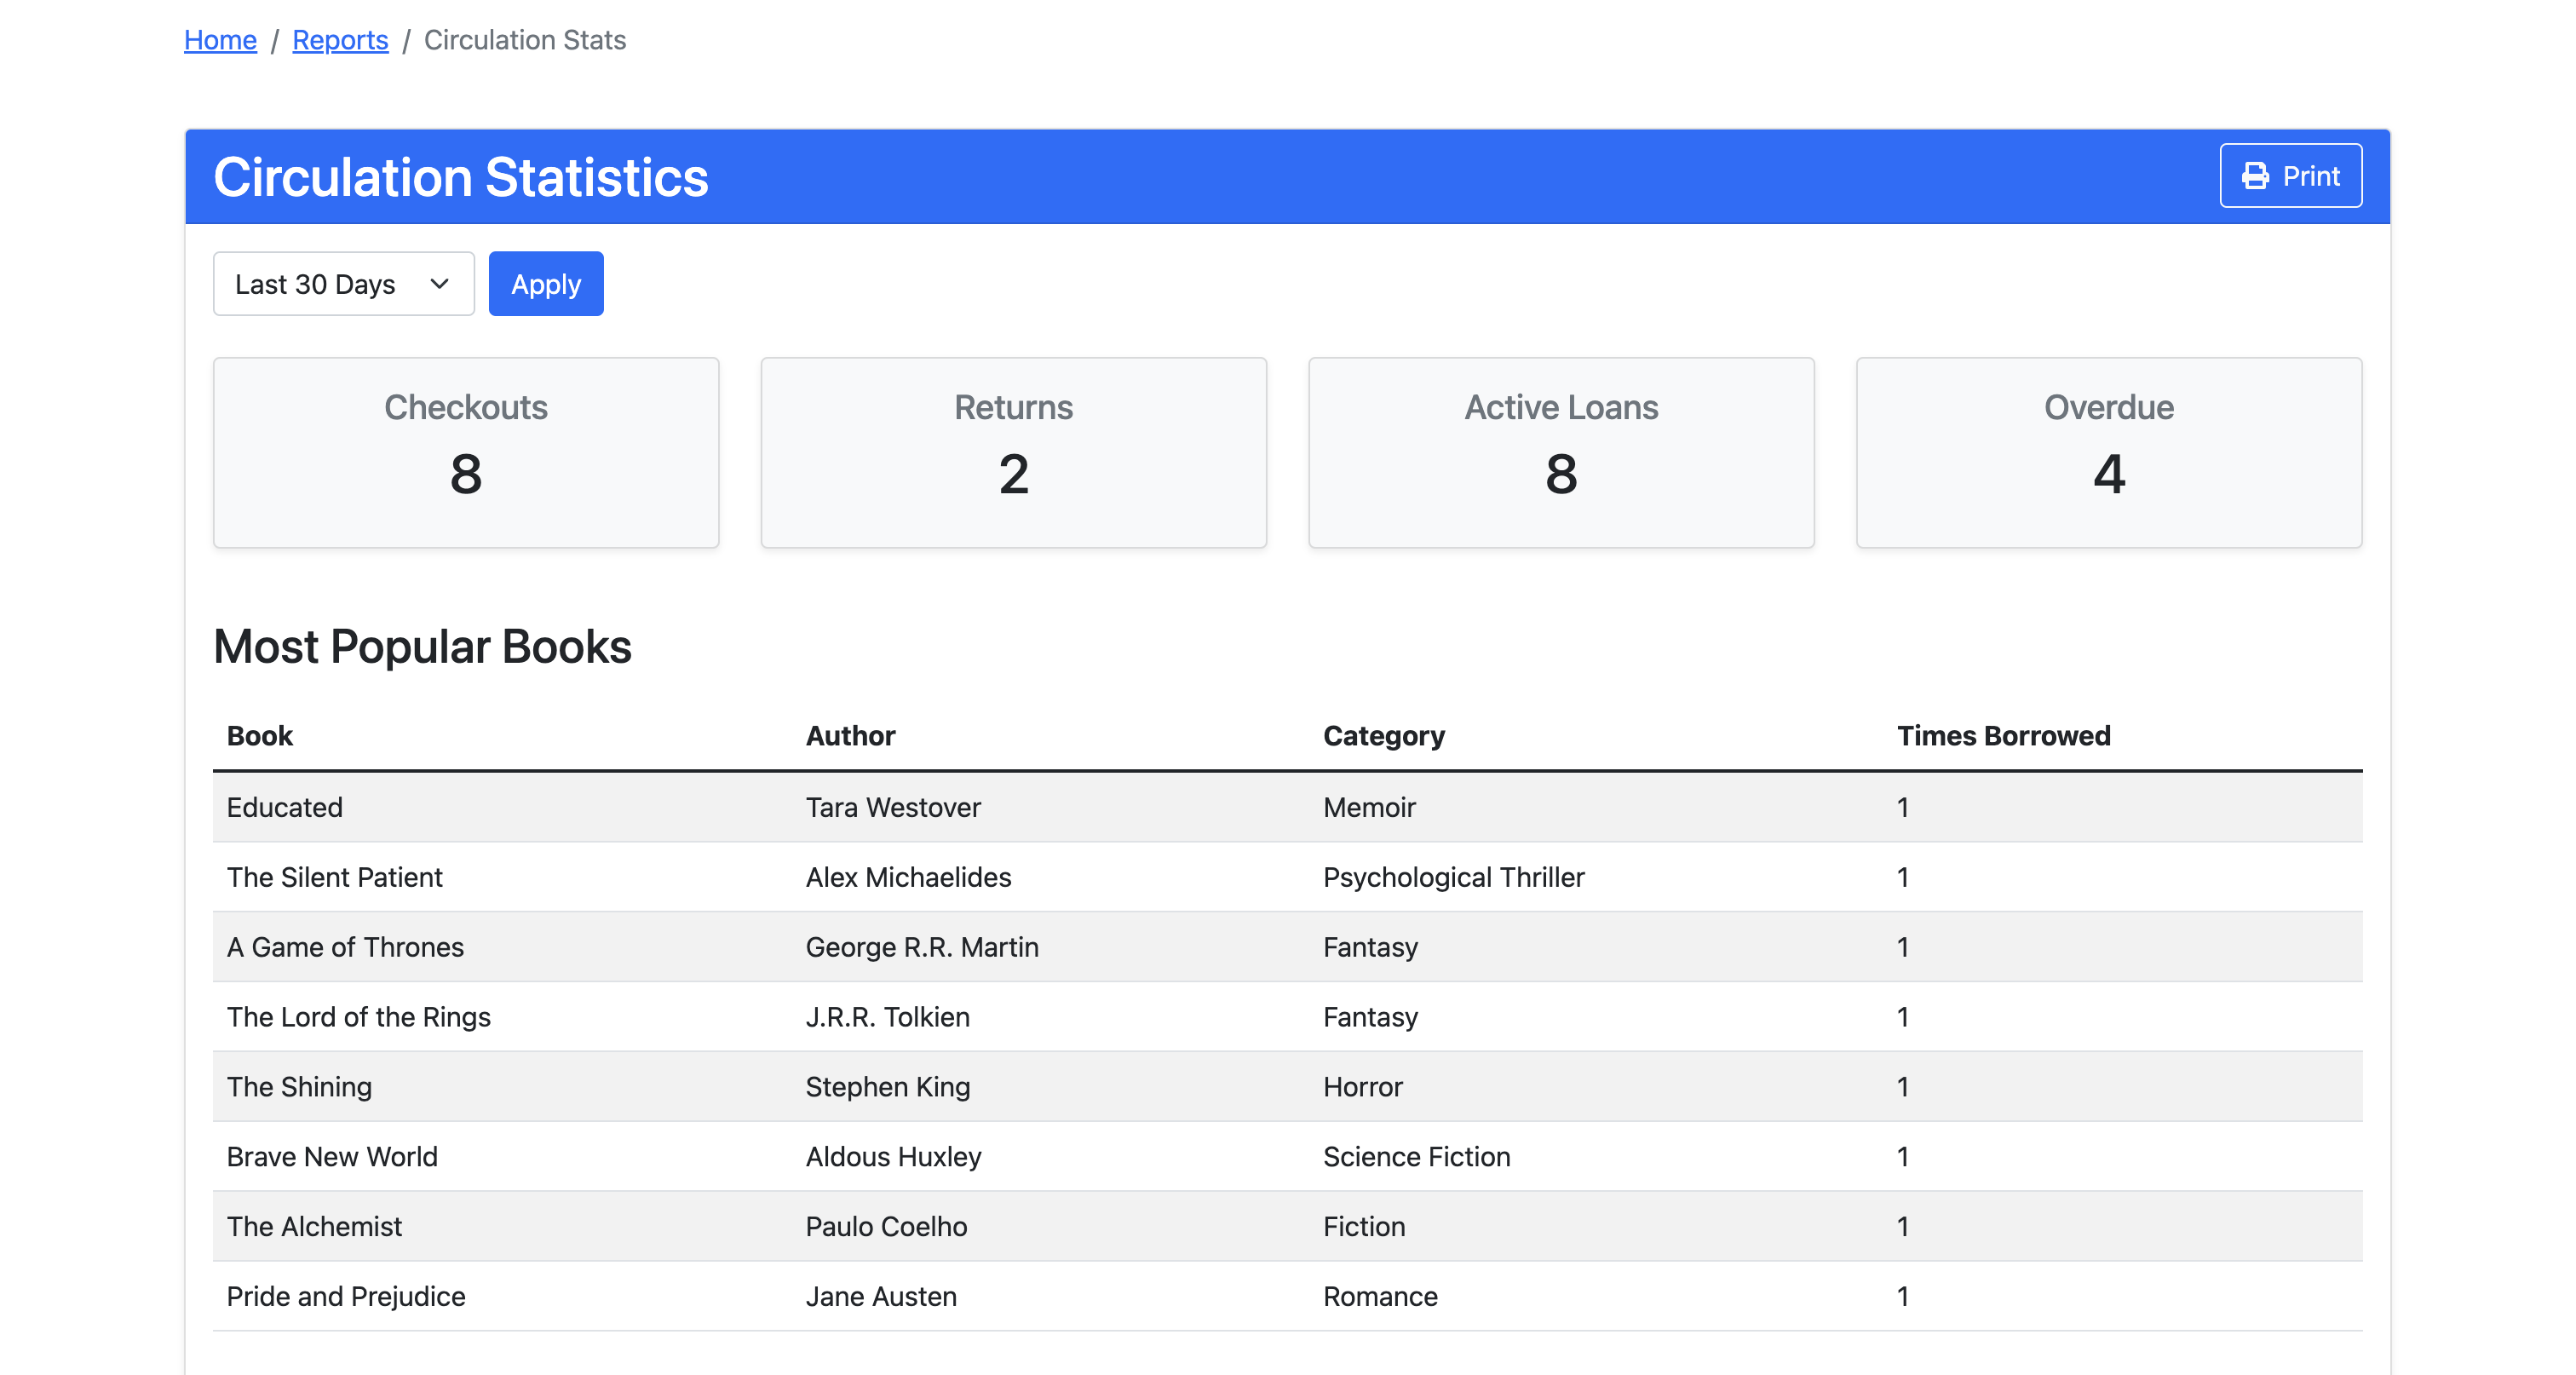 Home / Reports / Circulation Stats
Circulation Statistics
Print
Last 30 Days
Apply
Checkouts
8
Returns
2
Active Loans
8
Overdue
4
Most Popular Books
Book Author Category Times Borrowed
Educated Tara Westover Memoir 1
The Silent Patient Alex Michaelides Psychological Thriller 1
A Game of Thrones George R.R. Martin Fantasy 1
The Lord of the Rings J.R.R. Tolkien Fantasy 1
The Shining Stephen King Horror 1
Brave New World Aldous Huxley Science Fiction 1
The Alchemist Paulo Coelho Fiction 1
Pride and Prejudice Jane Austen Romance 1